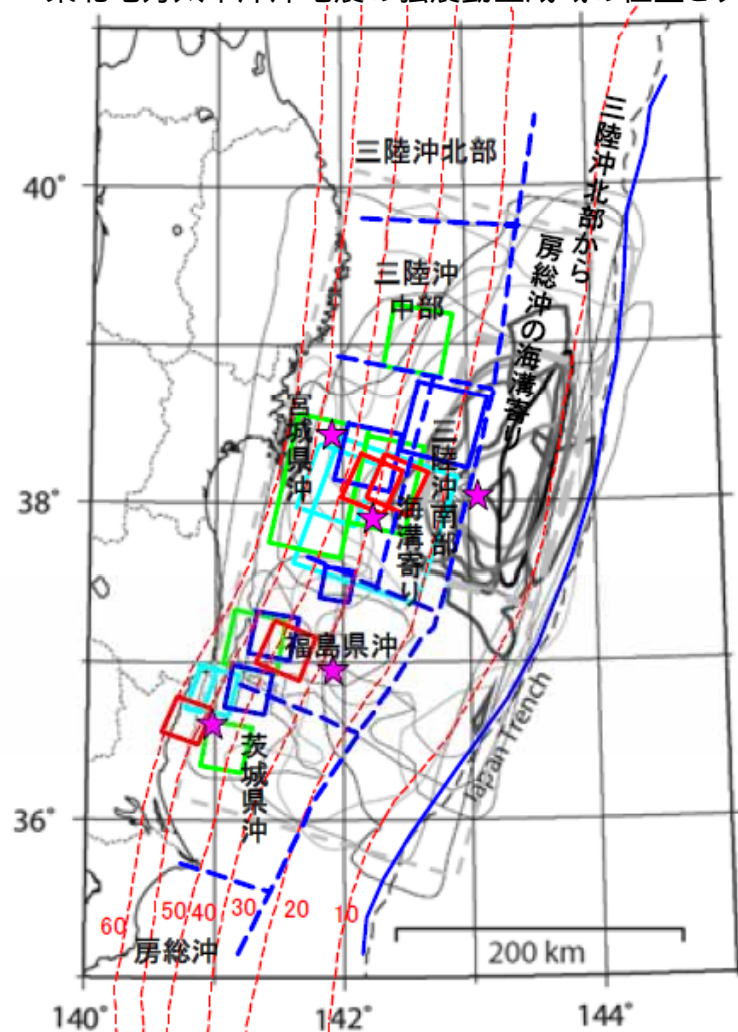 三陸沖北部
三陸沖北部から
房総沖の海溝寄り
40°
三陸沖
中部
宮城県沖
三陸沖南部
海溝寄り
38°
福島県沖
茨城県沖
Japan Trench
36°
60
50
40
30
20
10
房総沖
200 km
140°
142°
144°